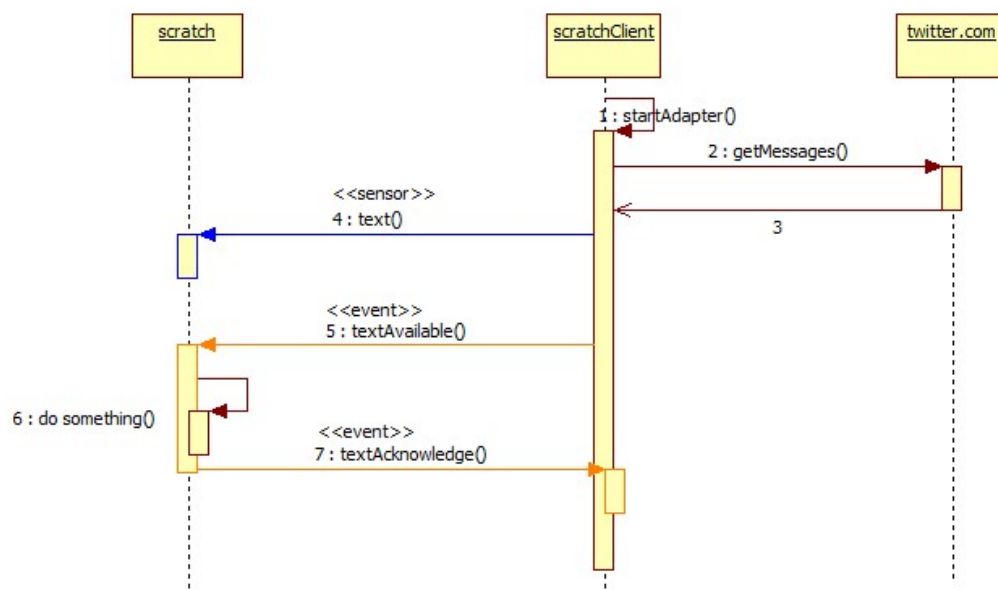 scratch
scratchClient
twitter.com
1 : startAdapter()
2 : getMessages()
3
<<sensor>>
4 : text()
<<event>>
5 : textAvailable()
6 : do something()
<<event>>
7 : textAcknowledge()